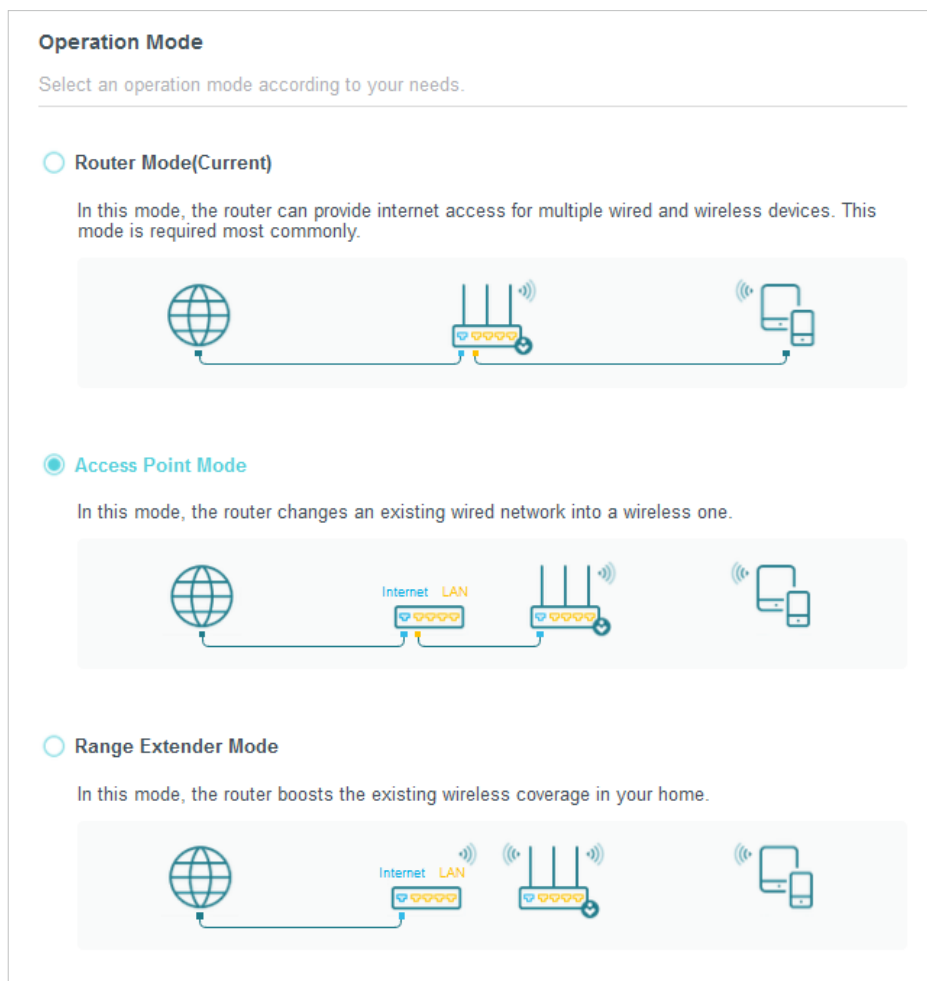 Operation Mode
Select an operation mode according to your needs.
Router Mode(Current)
In this mode, the router can provide internet access for multiple wired and wireless devices. This
mode is required most commonly.
Access Point Mode
In this mode, the router changes an existing wired network into a wireless one.
Internet LAN
Range Extender Mode
In this mode, the router boosts the existing wireless coverage in your home.
Internet LAN